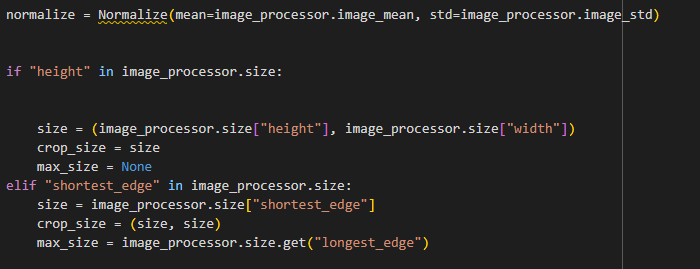 normalize = Normalize(mean=image_processor.image_mean, std=image_processor.image_std)
if "height" in image_processor.size:
    size = (image_processor.size["height"], image_processor.size["width"])
    crop_size = size
    max_size = None
elif "shortest_edge" in image_processor.size:
    size = image_processor.size["shortest_edge"]
    crop_size = (size, size)
    max_size = image_processor.size.get("longest_edge")